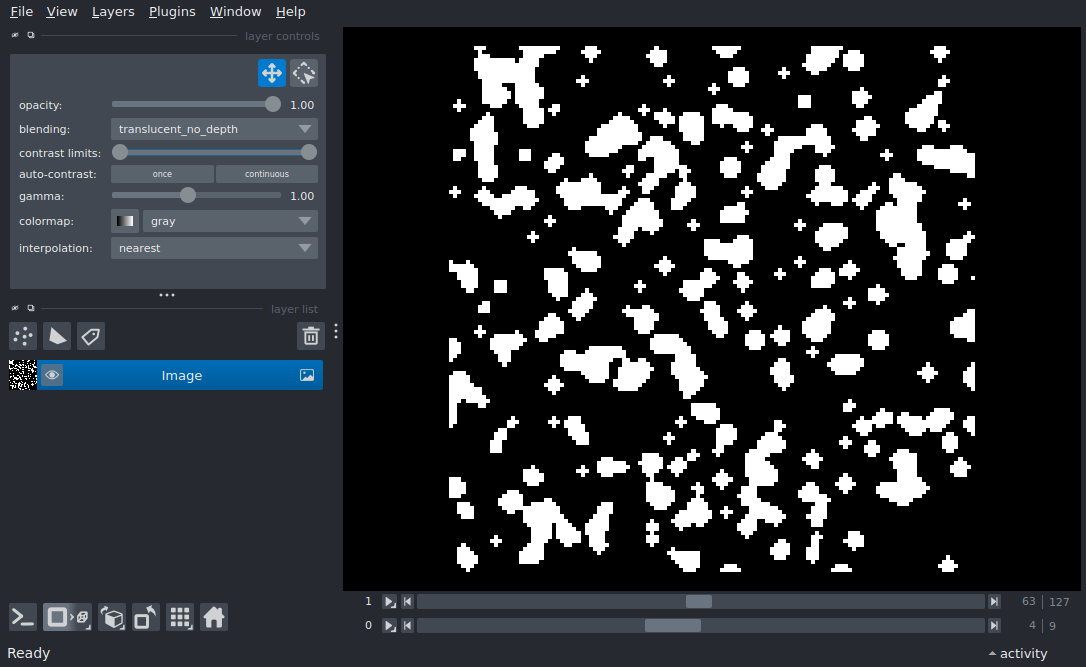 File View Layers Plugins Window Help
layer controls
opacity: 1.00
blending: translucent_no_depth
contrast limits:
auto-contrast: once continuous
gamma: 1.00
colormap: gray
interpolation: nearest
layer list
Image
1 63 127
0 4 9
Ready activity